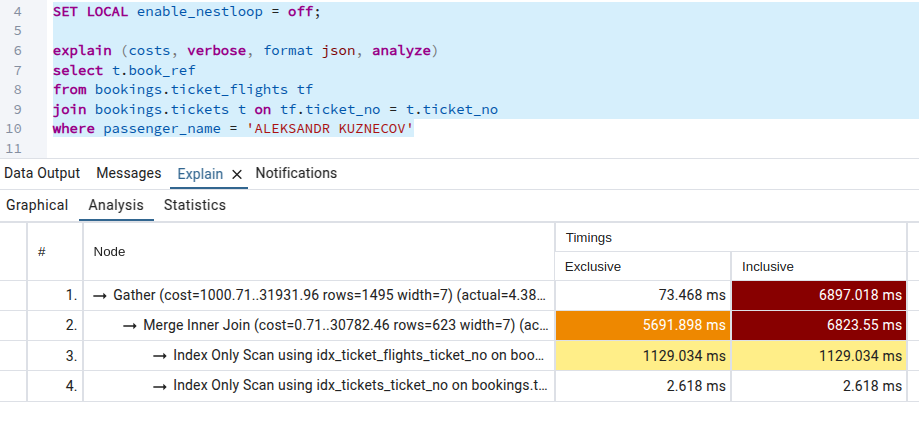 4 SET LOCAL enable_nestloop = off;
5
6 explain (costs, verbose, format json, analyze)
7 select t.book_ref
8 from bookings.ticket_flights tf
9 join bookings.tickets t on tf.ticket_no = t.ticket_no
10 where passenger_name = 'ALEKSANDR KUZNECOV'
11
Data Output Messages Explain × Notifications
Graphical Analysis Statistics
# Node Timings
Exclusive Inclusive
1. → Gather (cost=1000.71..31931.96 rows=1495 width=7) (actual=4.38... 73.468 ms 6897.018 ms
2. → Merge Inner Join (cost=0.71..30782.46 rows=623 width=7) (ac... 5691.898 ms 6823.55 ms
3. → Index Only Scan using idx_ticket_flights_ticket_no on boo... 1129.034 ms 1129.034 ms
4. → Index Only Scan using idx_tickets_ticket_no on bookings.t... 2.618 ms 2.618 ms